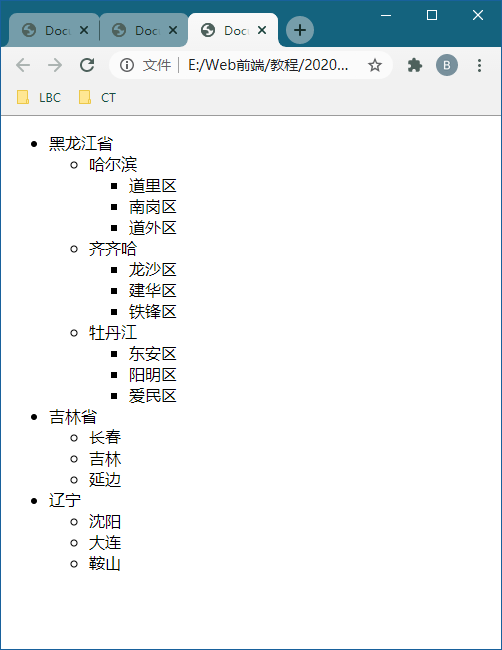 Doc
Doc
Doc
文件
E:/Web前端/教程/2020...
B
LBC
CT
黑龙江省
哈尔滨
道里区
南岗区
道外区
齐齐哈
龙沙区
建华区
铁锋区
牡丹江
东安区
阳明区
爱民区
吉林省
长春
吉林
延边
辽宁
沈阳
大连
鞍山